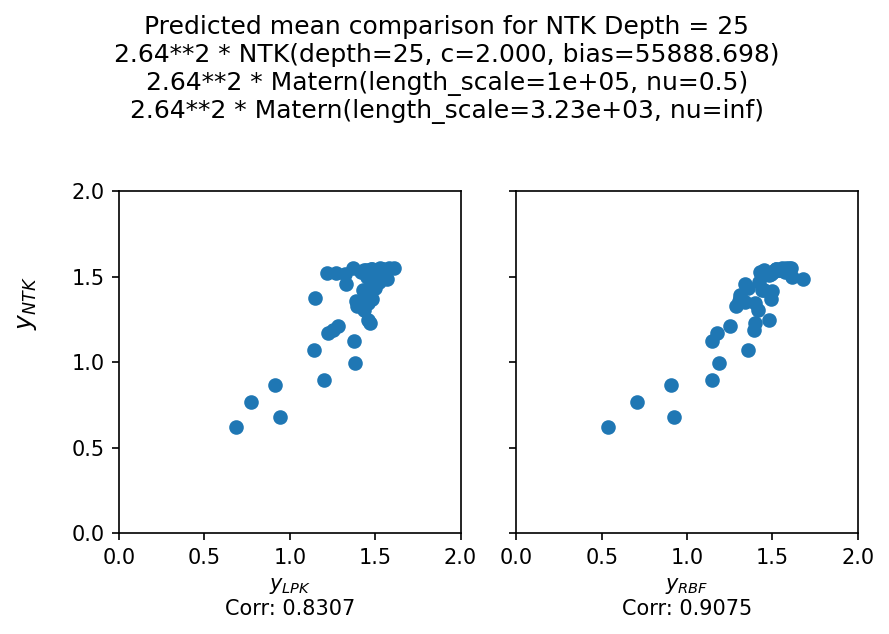 Predicted mean comparison for NTK Depth = 25
2.64**2 * NTK(depth=25, c=2.000, bias=55888.698)
2.64**2 * Matern(length_scale=1e+05, nu=0.5)
2.64**2 * Matern(length_scale=3.23e+03, nu=inf)
2.0
1.5
1.0
0.5
0.0
y_NTK
0.0 0.5 1.0 1.5 2.0
y_LPK
Corr: 0.8307
0.0 0.5 1.0 1.5 2.0
y_RBF
Corr: 0.9075